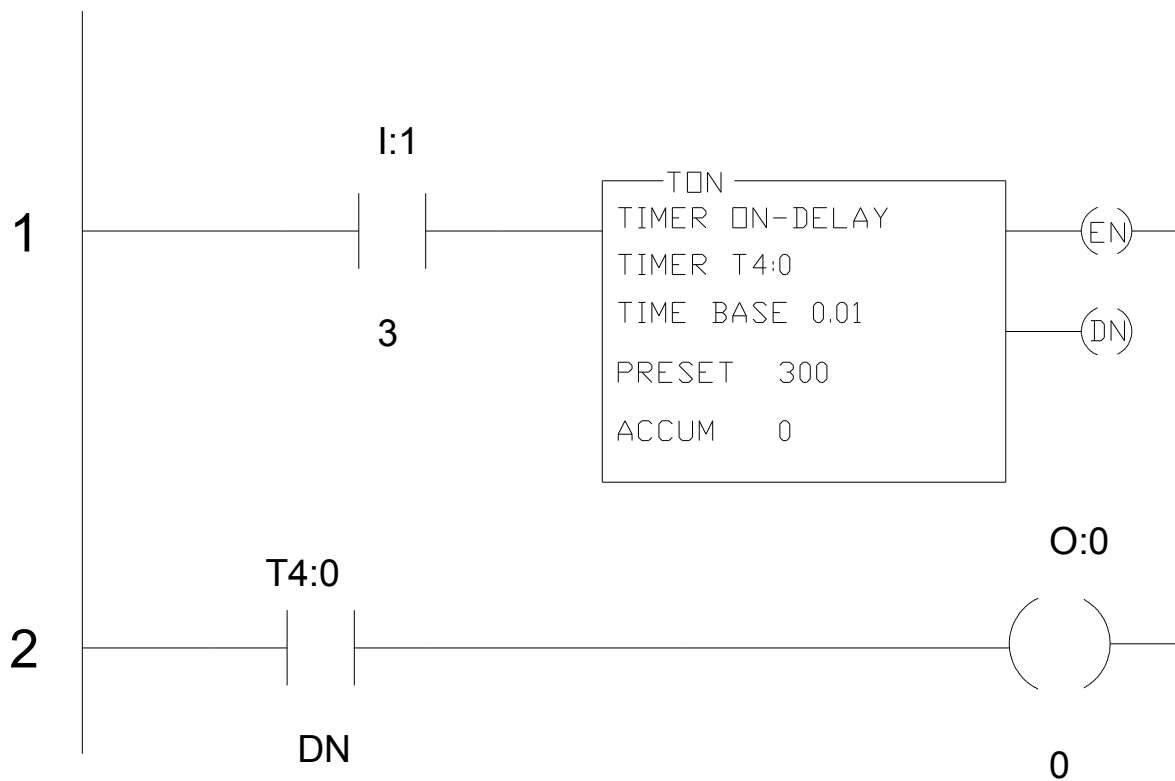 I:1
1
3
TON
TIMER ON-DELAY
TIMER T4:0
TIME BASE 0.01
PRESET 300
ACCUM 0
(EN)
(DN)
T4:0
2
DN
O:0
0